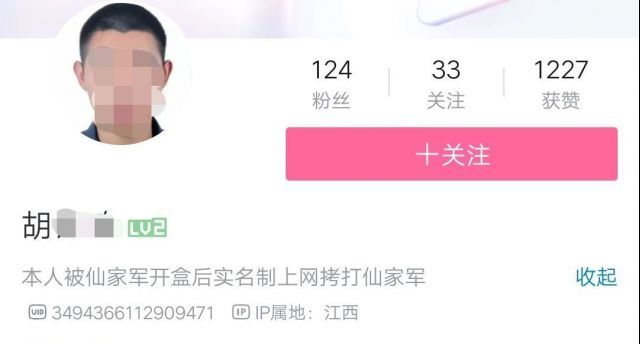 124
33
1227
粉丝
关注
获赞
十关注
胡
LV2
本人被仙家军开盒后实名制上网拷打仙家军
收起
UID 3494366112909471
IP IP属地：江西